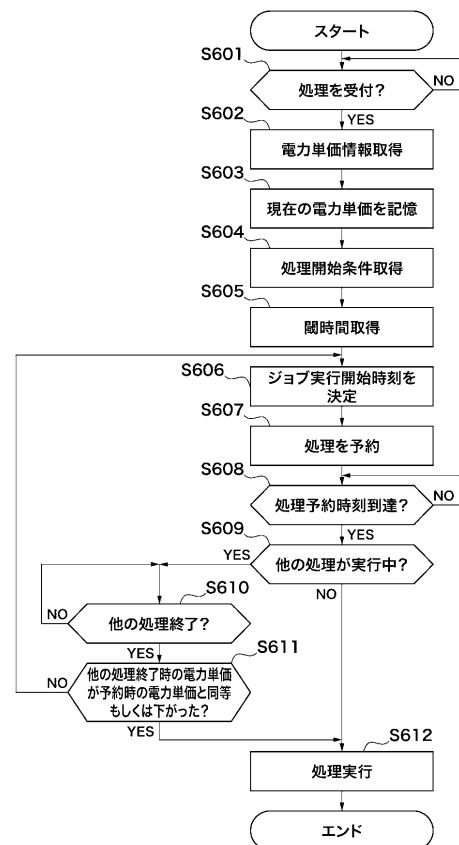 スタート
S601
処理を受付?
NO
YES
S602
電力単価情報取得
S603
現在の電力単価を記憶
S604
処理開始条件取得
S605
閾時間取得
S606
ジョブ実行開始時刻を
決定
S607
処理を予約
S608
処理予約時刻到達?
NO
YES
S609
他の処理が実行中?
YES
NO
S610
他の処理終了?
NO
YES
S611
他の処理終了時の電力単価
が予約時の電力単価と同等
もしくは下がった?
NO
YES
S612
処理実行
エンド